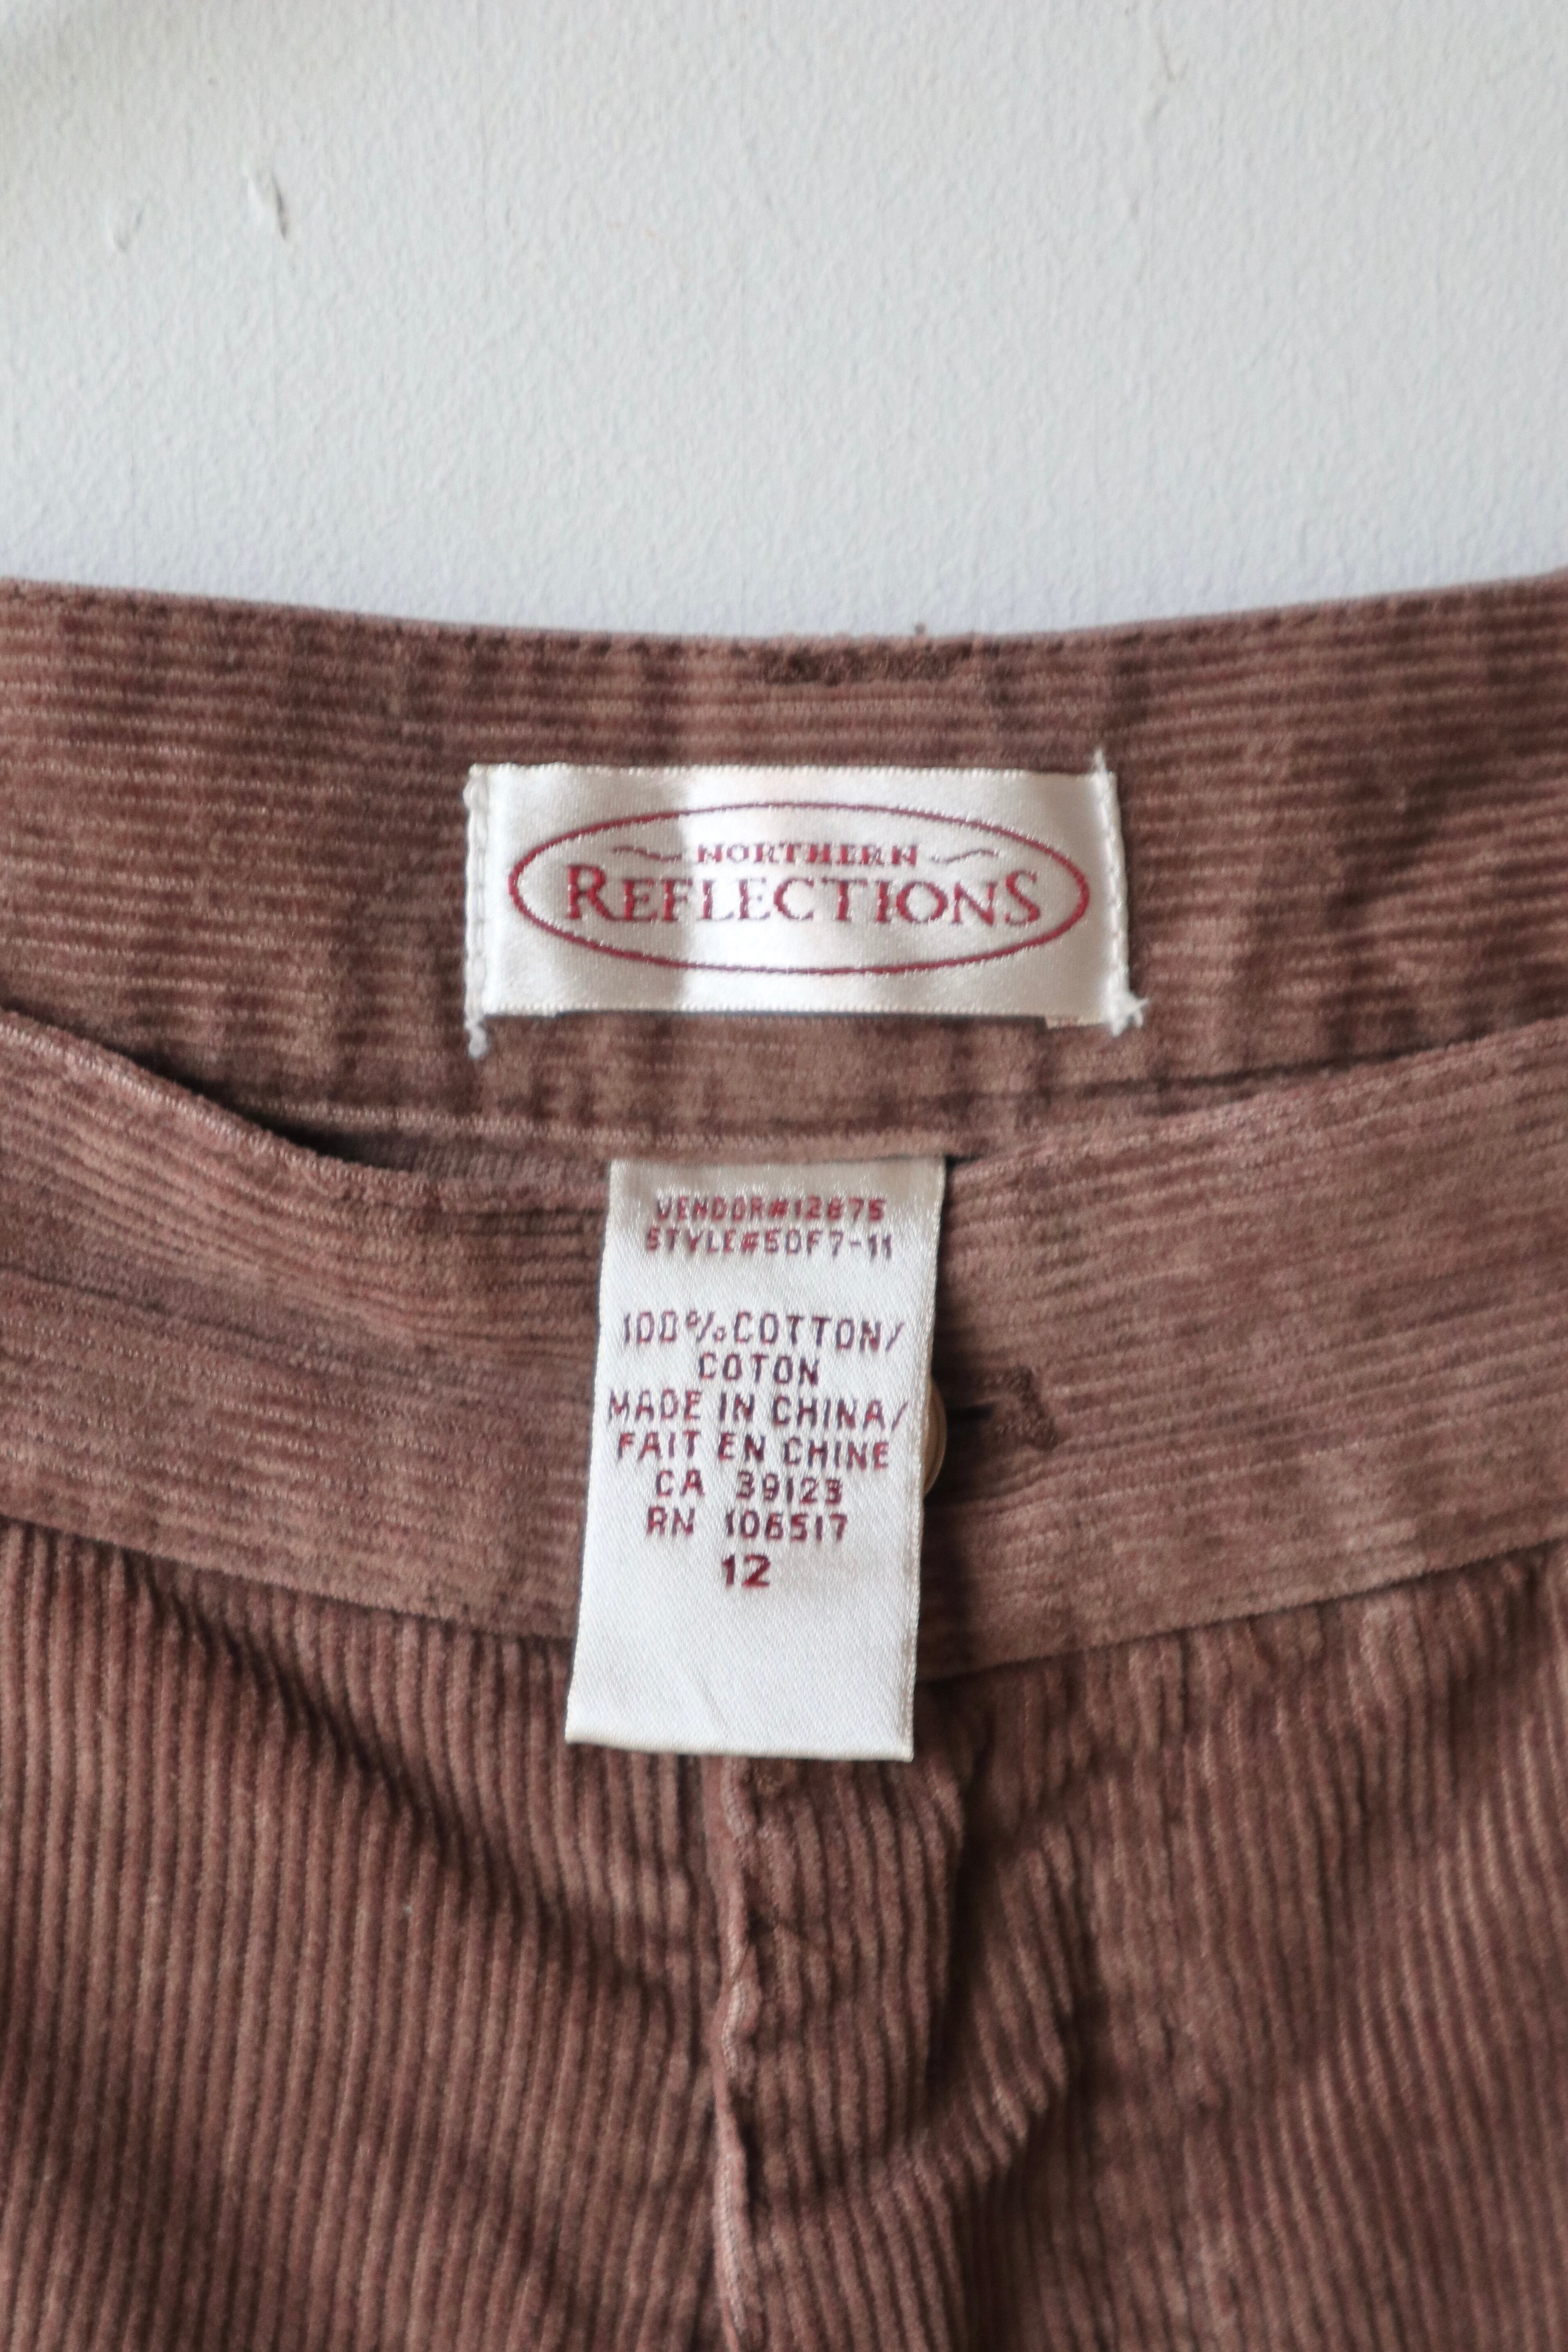 NORTHERN
REFLECTIONS
VENDOR#12875
STYLE#5DF7-11
100%COTTON/
COTON
MADE IN CHINA/
FAIT EN CHINE
CA 39123
RN 106517
12